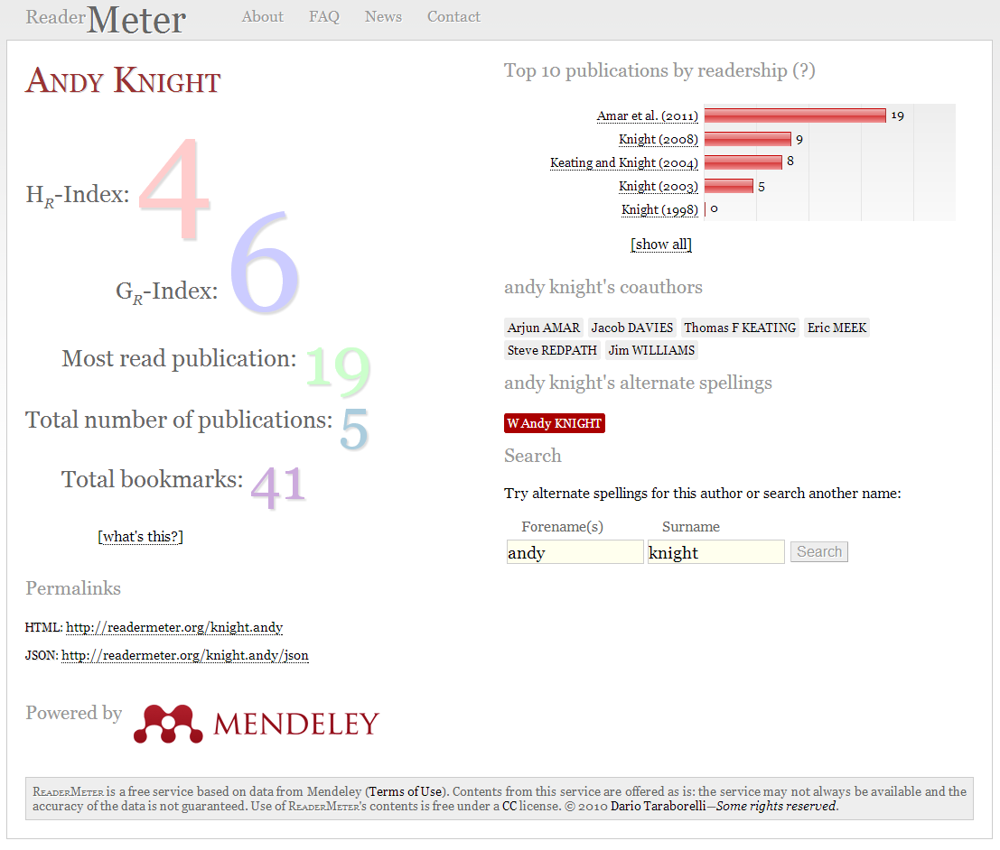 ReaderMeter About FAQ News Contact
Andy Knight
HR-Index: 4
GR-Index: 6
Most read publication: 19
Total number of publications: 5
Total bookmarks: 41
[what's this?]
Permalinks
HTML: http://readermeter.org/knight.andy
JSON: http://readermeter.org/knight.andy/json
Powered by MENDELEY
Top 10 publications by readership (?)
Amar et al. (2011) 19
Knight (2008) 9
Keating and Knight (2004) 8
Knight (2003) 5
Knight (1998) 0
[show all]
andy knight's coauthors
Arjun AMAR Jacob DAVIES Thomas F KEATING Eric MEEK
Steve REDPATH Jim WILLIAMS
andy knight's alternate spellings
W Andy KNIGHT
Search
Try alternate spellings for this author or search another name:
Forename(s) Surname
andy knight Search
ReaderMeter is a free service based on data from Mendeley (Terms of Use). Contents from this service are offered as is: the service may not always be available and the
accuracy of the data is not guaranteed. Use of ReaderMeter's contents is free under a CC license. © 2010 Dario Taraborelli—Some rights reserved.